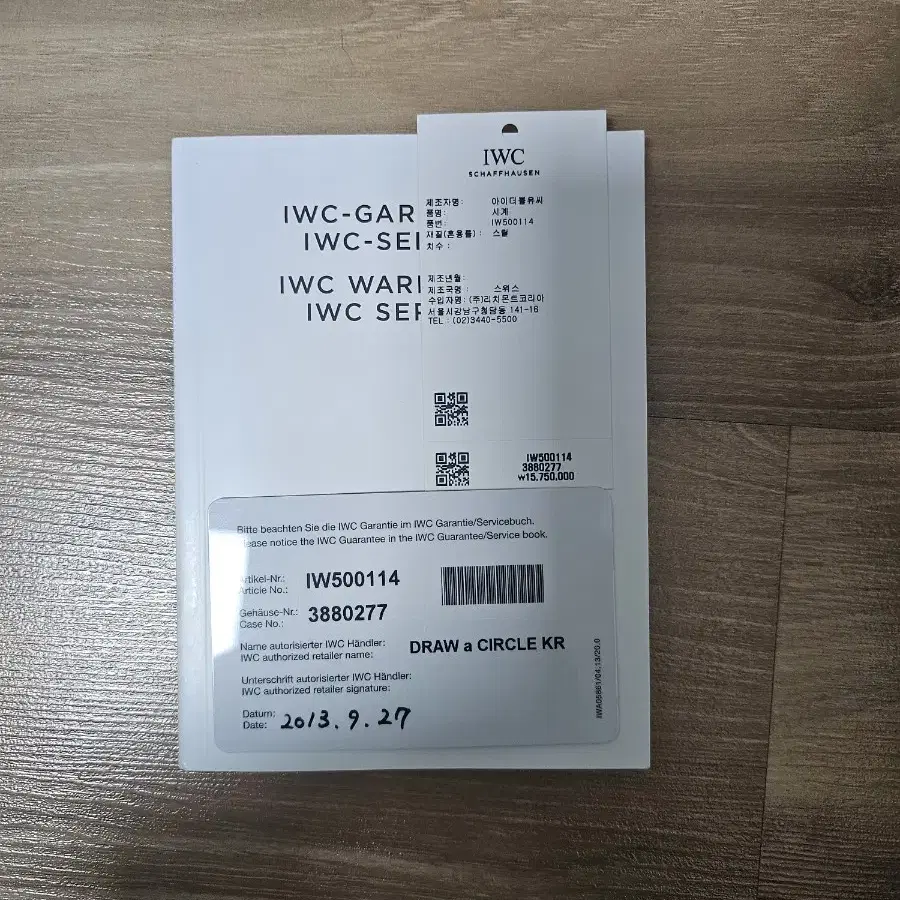 IWC-GAR
IWC-SE
IWC WAR
IWC SER
IWC
SCHAFFHAUSEN
제조자명: 아이더블유씨
품명: 시계
품번: IW500114
재질(혼용률) : 스틸
치수 :
제조년월:
제조국명 : 스위스
수입자명: (주)리치몬트코리아
서울시강남구청담동 141-16
TEL : (02)3440-5500
IW500114
3880277
₩15,750,000
Bitte beachten Sie die IWC Garantie im IWC Garantie/Servicebuch.
Please notice the IWC Guarantee in the IWC Guarantee/Service book.
Artikel-Nr.: IW500114
Article No.:
Gehäuse-Nr.: 3880277
Case No.:
Name autorisierter IWC Händler: DRAW a CIRCLE KR
IWC authorized retailer name:
Unterschrift autorisierter IWC Händler:
IWC authorized retailer signature:
Datum: 2013.9.27
Date: